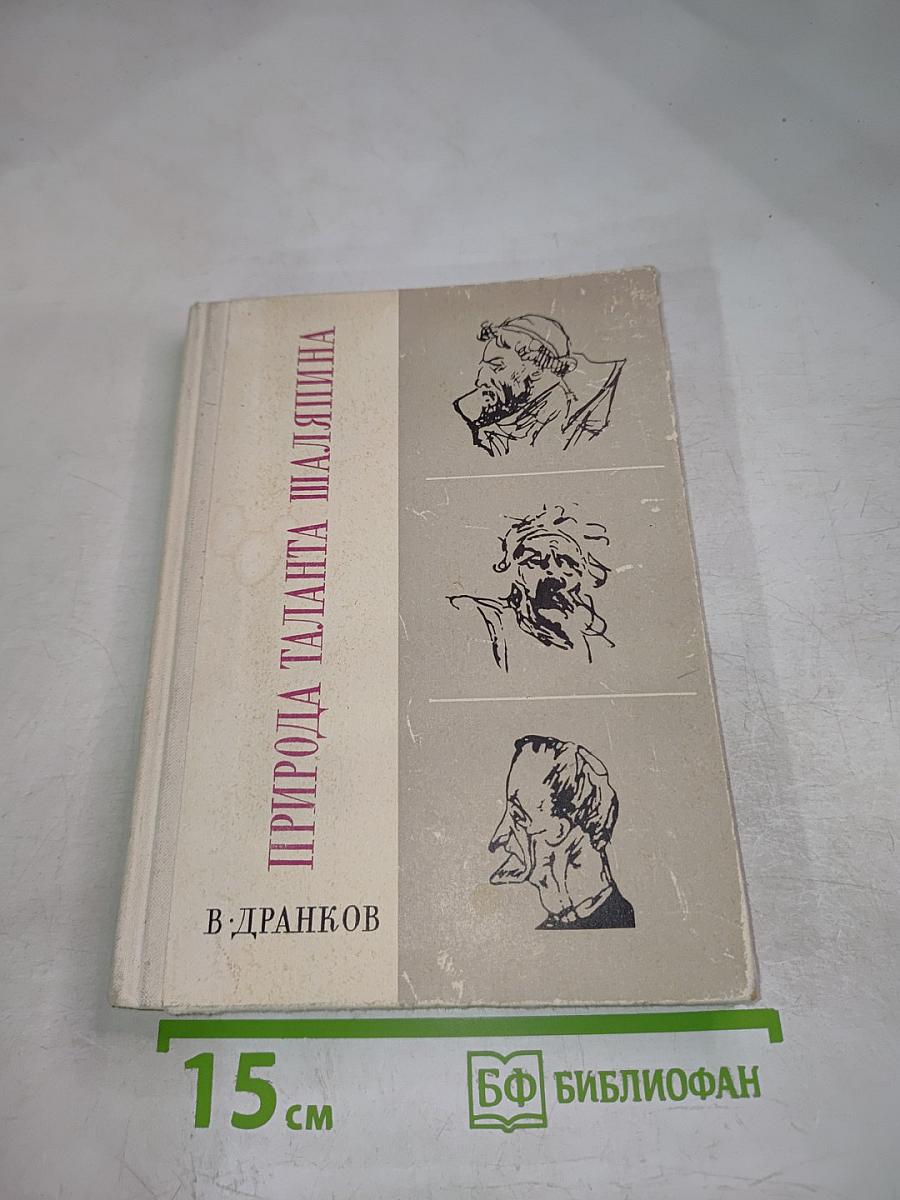 ПРИРОДА ТАЛАНТА ШАЛЯПИНА
В·ДРАНКОВ
15 см
БФ БИБЛИОФАН